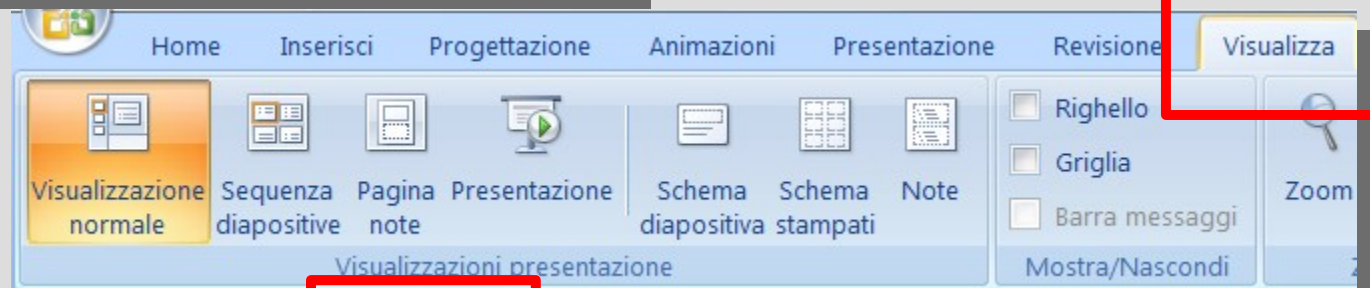 Home Inserisci Progettazione Animazioni Presentazione Revisione Visualizza
Visualizzazione normale
Sequenza diapositive
Pagina note
Presentazione
Schema diapositiva
Schema stampati
Note
Visualizzazioni presentazione
Righello
Griglia
Barra messaggi
Mostra/Nascondi
Zoom